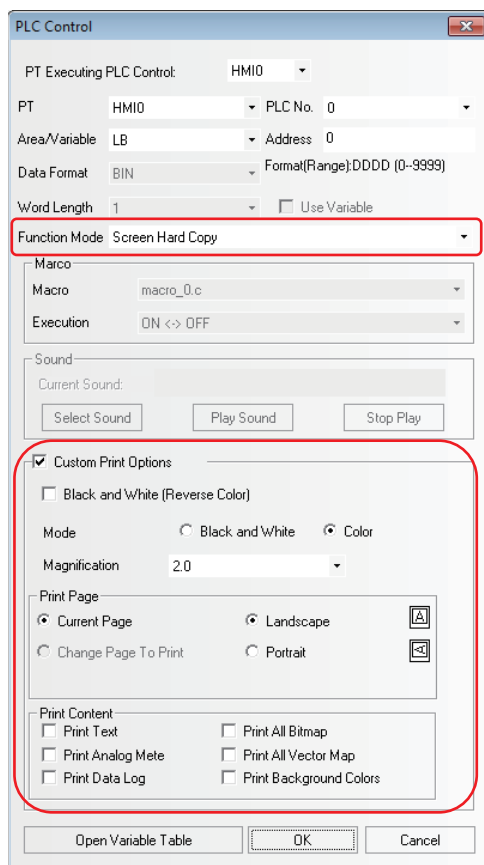 PLC Control
PT Executing PLC Control: HMI0
PT HMI0 PLC No. 0
Area/Variable LB Address 0
Data Format BIN Format(Range):DDDD (0--9999)
Word Length 1 Use Variable
Function Mode Screen Hard Copy
Marco
Macro macro_0.c
Execution ON <-> OFF
Sound
Current Sound:
Select Sound Play Sound Stop Play
Custom Print Options
Black and White (Reverse Color)
Mode Black and White Color
Magnification 2.0
Print Page
Current Page Landscape A
Change Page To Print Portrait A
Print Content
Print Text Print All Bitmap
Print Analog Mete Print All Vector Map
Print Data Log Print Background Colors
Open Variable Table OK Cancel